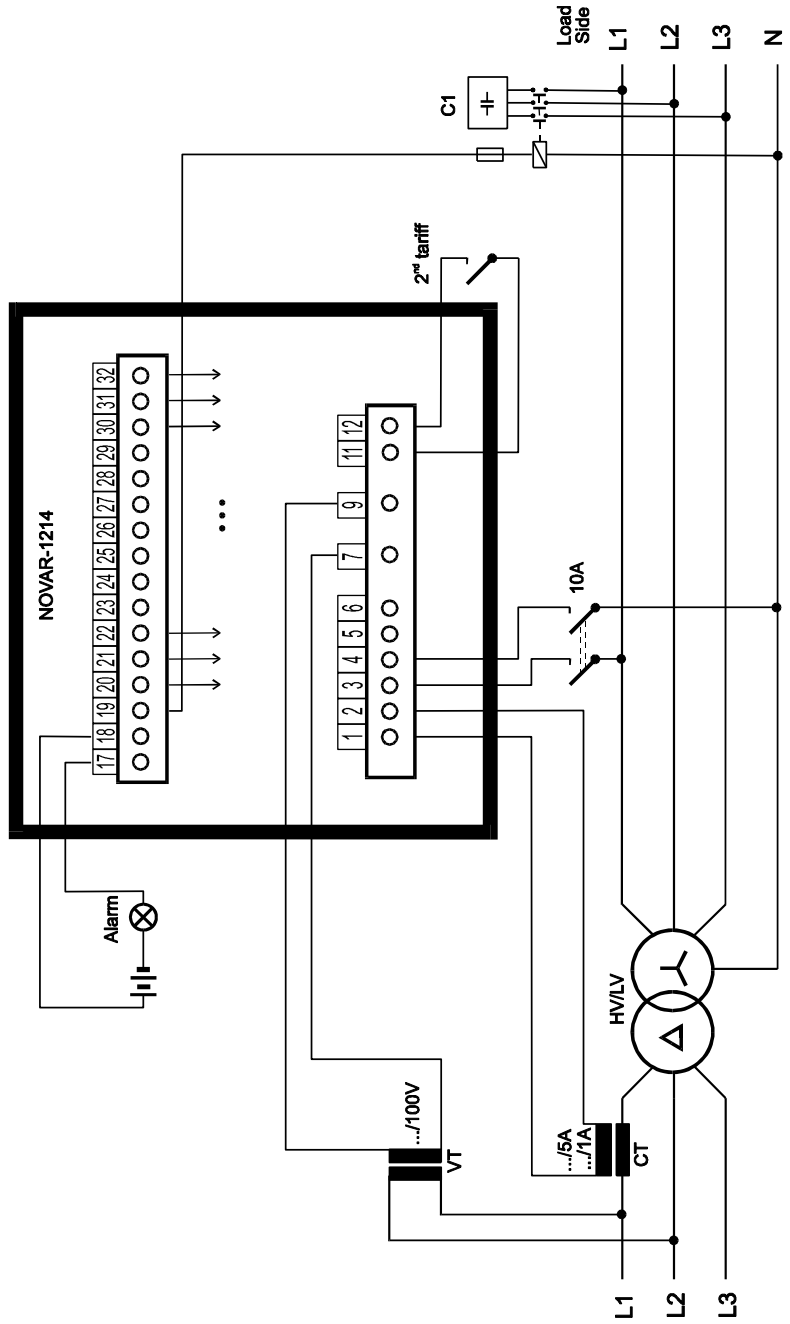 NOVAR-1214
17 18 19 20 21 22 23 24 25 26 27 28 29 30 31 32
Alarm
1 2 3 4 5 6 7 9 11 12
2nd tariff
C1
Load
Side
.../100V
VT
10A
.../5A
.../1A
CT
HV/LV
L1
L2
L3
L1
L2
L3
N